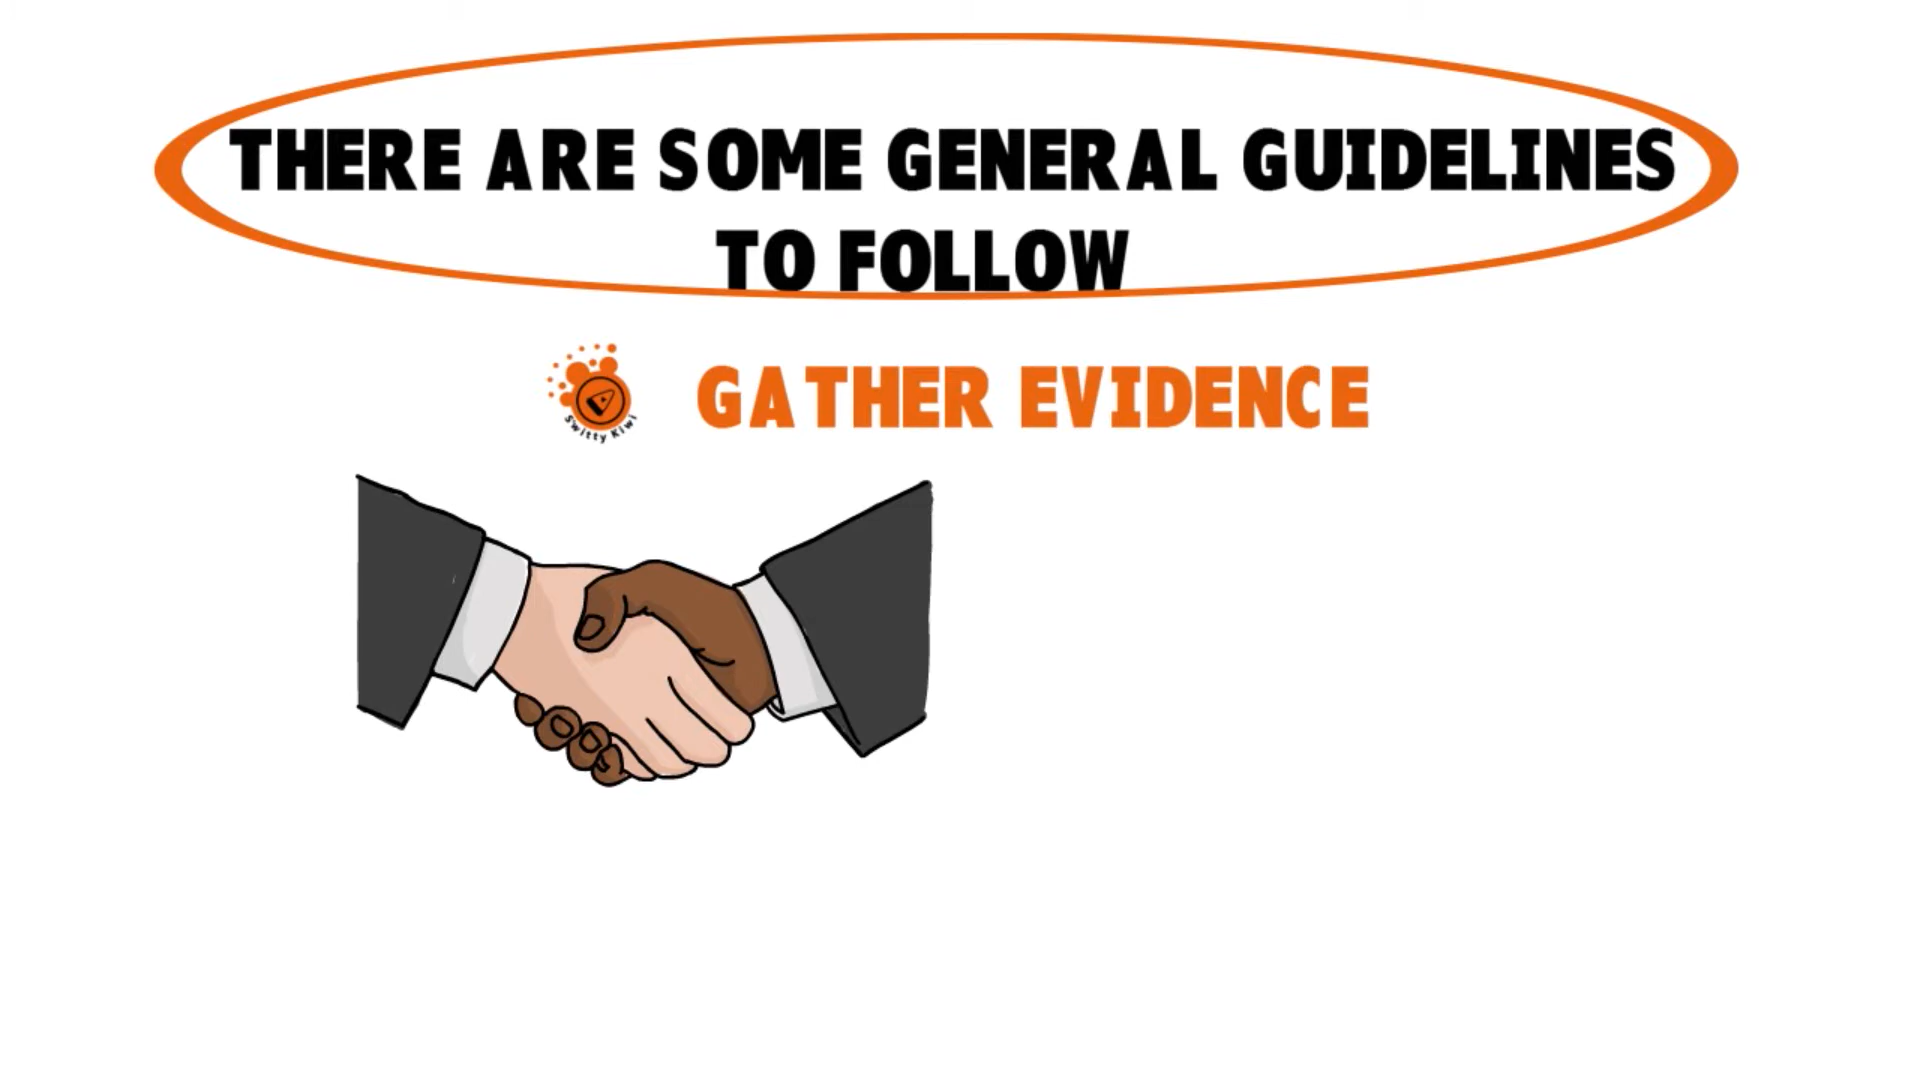 THERE ARE SOME GENERAL GUIDELINES
TO FOLLOW
GATHER EVIDENCE
Switty Kiwi